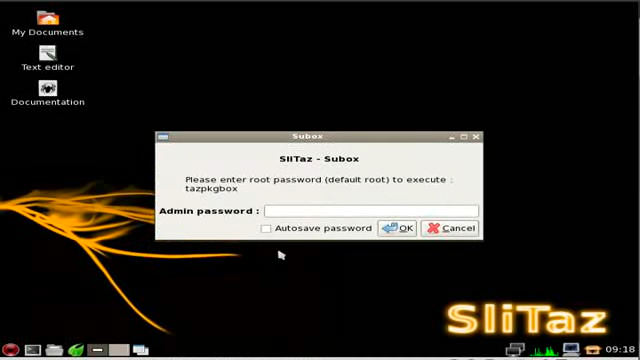 My Documents
Text editor
Documentation
Subox
SliTaz - Subox
Please enter root password (default root) to execute :
tazpkgbox
Admin password :
Autosave password
OK
Cancel
SliTaz
09:18